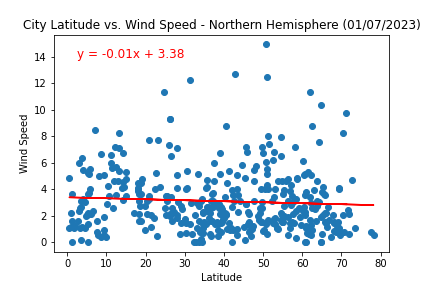 City Latitude vs. Wind Speed - Northern Hemisphere (01/07/2023)
y = -0.01x + 3.38
Wind Speed
14
12
10
8
6
4
2
0
0 10 20 30 40 50 60 70 80
Latitude